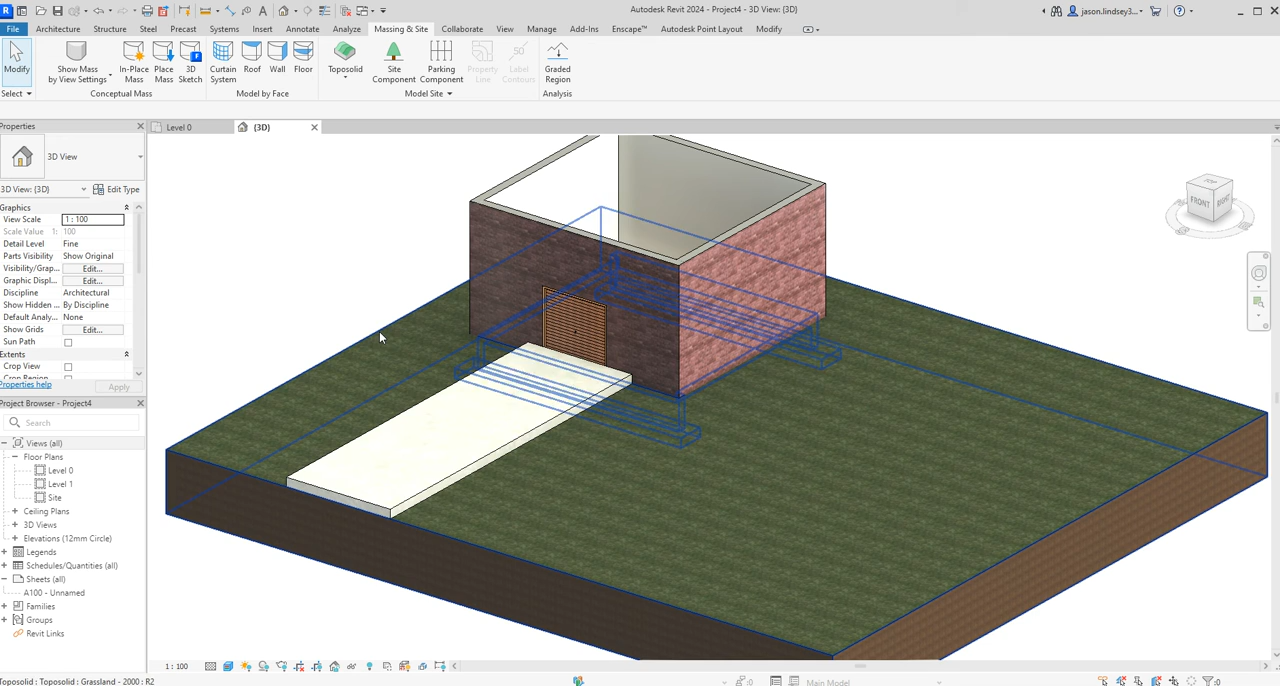 R Autodesk Revit 2024 - Project4 - 3D View: {3D} jason.lindsey3...
File Architecture Structure Steel Precast Systems Insert Annotate Analyze Massing & Site Collaborate View Manage Add-Ins Enscape™ Autodesk Point Layout Modify
Modify
Show Mass
by View Settings
In-Place
Mass
Place
Mass
3D
Sketch
Curtain
System
Roof
Wall
Floor
Toposolid
Site
Component
Parking
Component
Property
Line
50
Label
Contours
Graded
Region
Select Conceptual Mass Model by Face Model Site Analysis
Properties
Level 0
{3D}
3D View
3D View: {3D} Edit Type
Graphics
View Scale 1 : 100
Scale Value 1: 100
Detail Level Fine
Parts Visibility Show Original
Visibility/Grap... Edit...
Graphic Displ... Edit...
Discipline Architectural
Show Hidden ... By Discipline
Default Analy... None
Show Grids Edit...
Sun Path
Extents
Crop View
Crop Region
Properties help Apply
Project Browser - Project4
Search
Views (all)
Floor Plans
Level 0
Level 1
Site
Ceiling Plans
3D Views
Elevations (12mm Circle)
Legends
Schedules/Quantities (all)
Sheets (all)
A100 - Unnamed
Families
Groups
Revit Links
TOP
FRONT
RIGHT
1 : 100
Toposolid : Toposolid : Grassland - 2000 : R2
:0
Main Model
:0